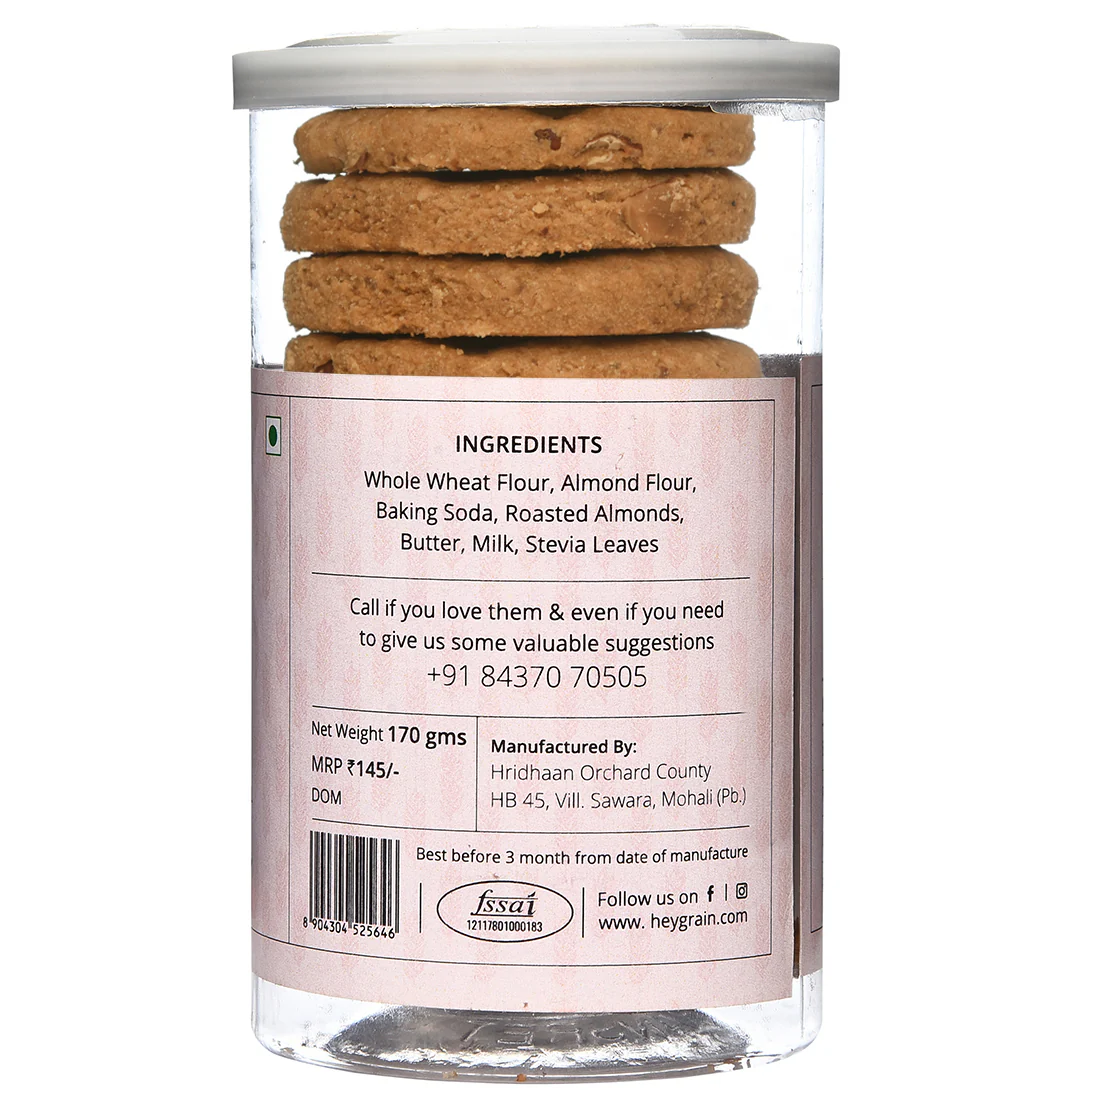 INGREDIENTS
Whole Wheat Flour, Almond Flour,
Baking Soda, Roasted Almonds,
Butter, Milk, Stevia Leaves
Call if you love them & even if you need
to give us some valuable suggestions
+91 84370 70505
Net Weight 170 gms
MRP ₹145/-
DOM
Manufactured By:
Hridhaan Orchard County
HB 45, Vill. Sawara, Mohali (Pb.)
Best before 3 month from date of manufacture
8 904304 525646
fssai
12117801000183
Follow us on f |
www. heygrain.com